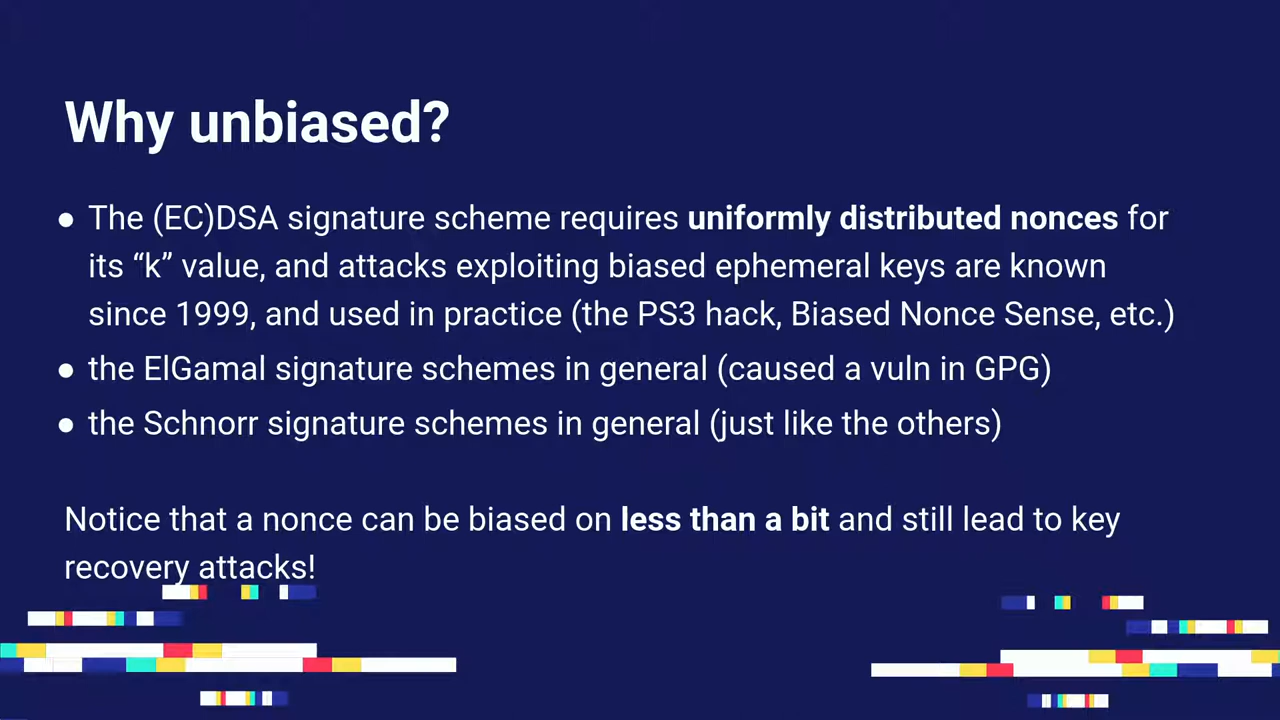 Why unbiased?
● The (EC)DSA signature scheme requires uniformly distributed nonces for
its “k” value, and attacks exploiting biased ephemeral keys are known
since 1999, and used in practice (the PS3 hack, Biased Nonce Sense, etc.)
● the ElGamal signature schemes in general (caused a vuln in GPG)
● the Schnorr signature schemes in general (just like the others)
Notice that a nonce can be biased on less than a bit and still lead to key
recovery attacks!